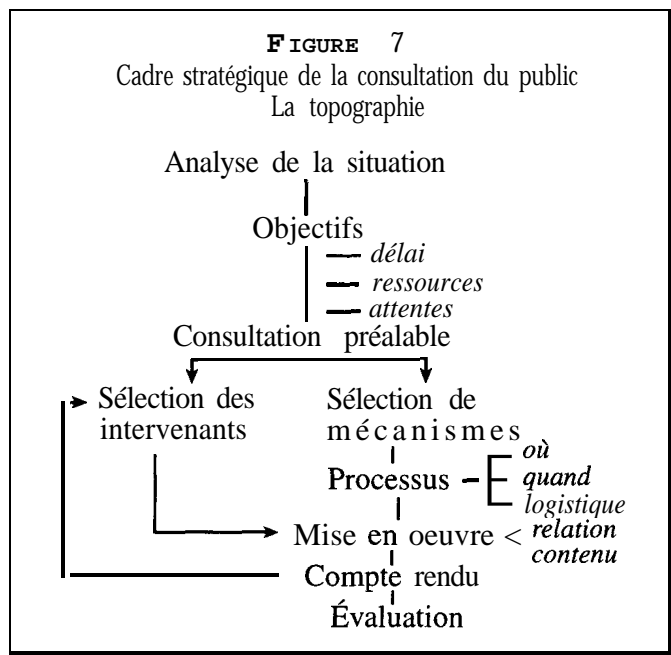 FIGURE 7
Cadre stratégique de la consultation du public
La topographie
Analyse de la situation
Objectifs
délai
ressources
attentes
Consultation préalable
Sélection des
intervenants
Sélection de
mécanismes
Processus
où
quand
logistique
Mise en oeuvre <
relation
contenu
Compte rendu
Évaluation